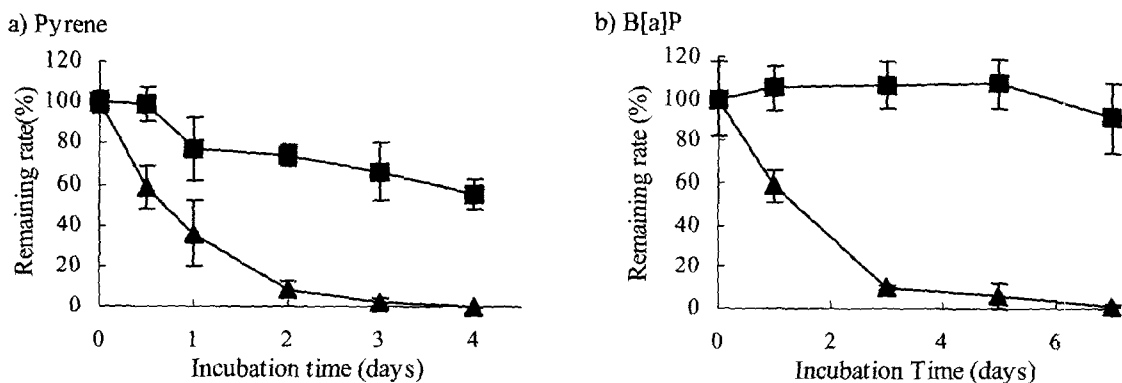 a) Pyrene
120
100
80
60
40
20
0
Remaining rate(%)
0 1 2 3 4
Incubation time (days)
b) B[a]P
120
100
80
60
40
20
0
Remaining rate (%)
0 2 4 6
Incubation Time (days)